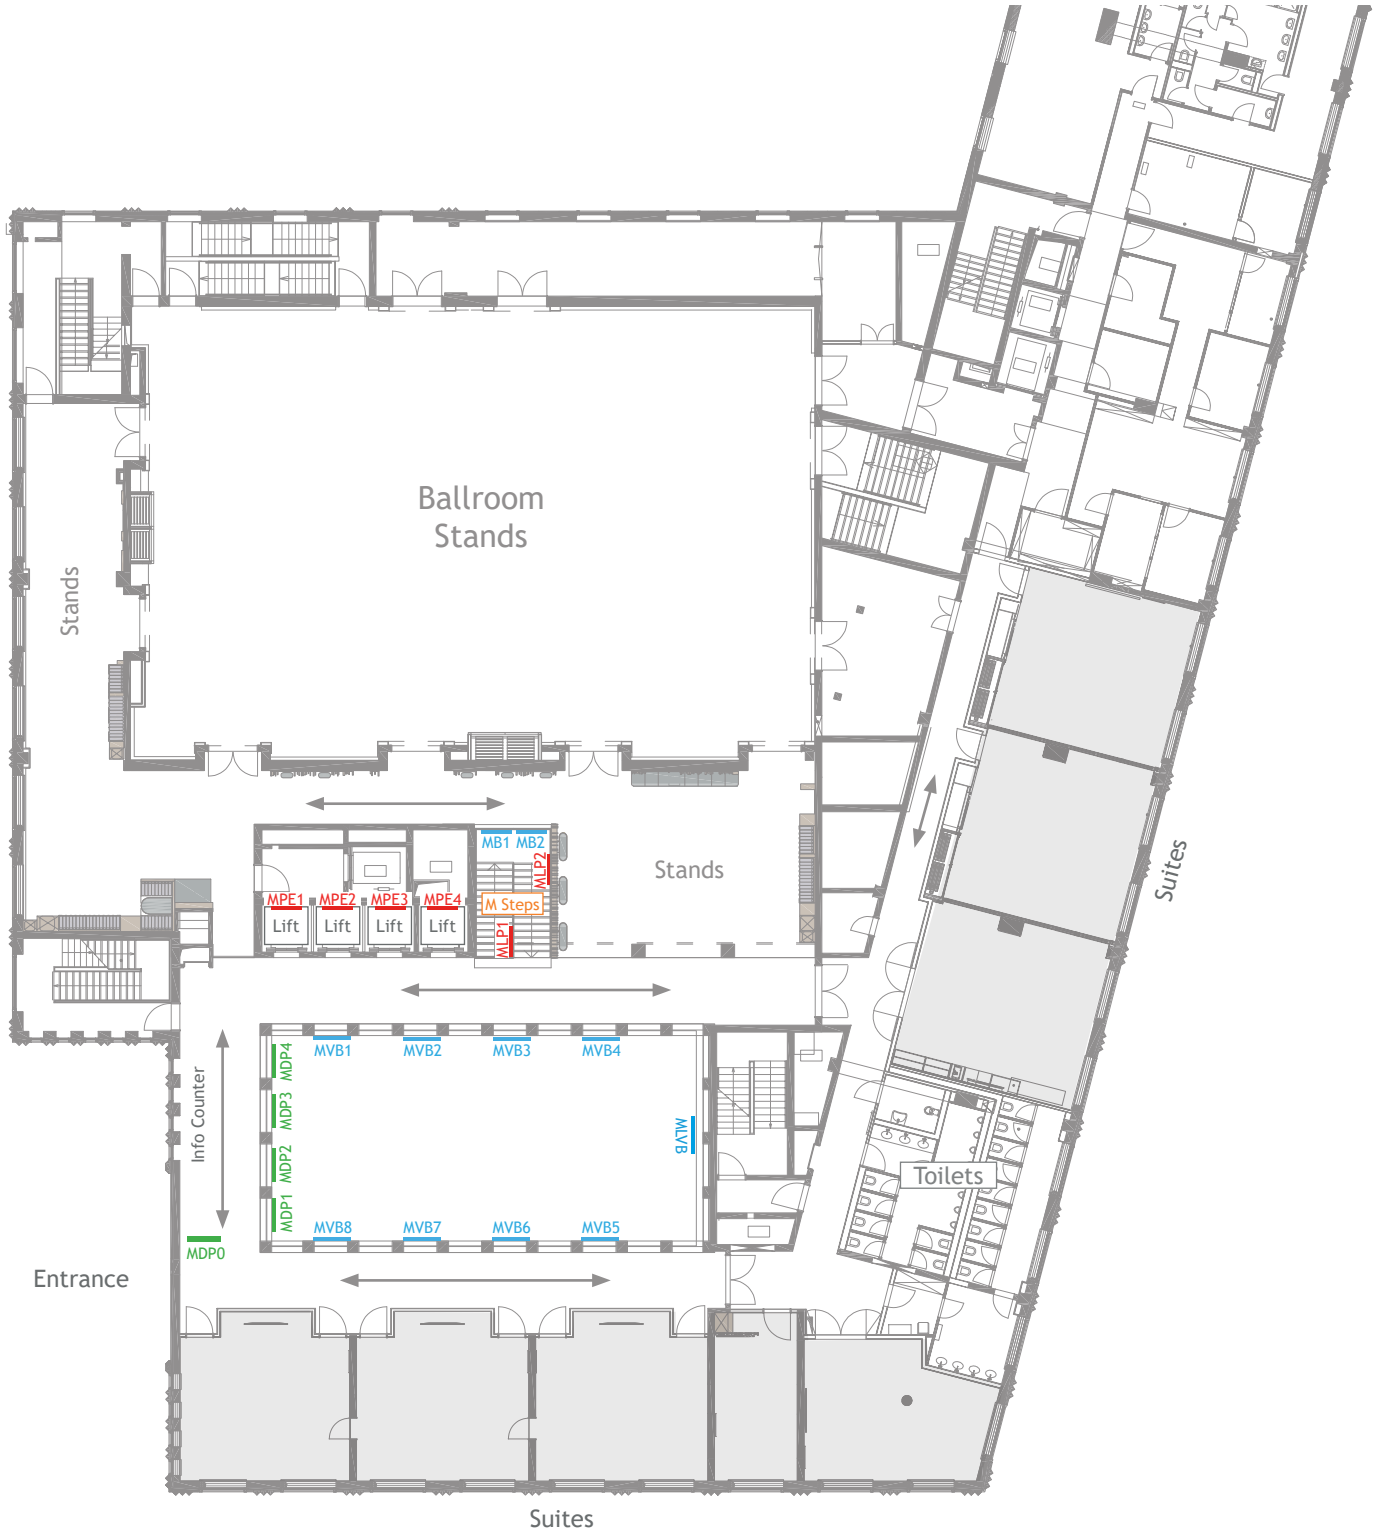 Ballroom
Stands
Stands
MB1
MB2
MLP2
Stands
Suites
MPE1
MPE2
MPE3
MPE4
M Steps
Lift
Lift
Lift
Lift
MLP1
MVB1
MVB2
MVB3
MVB4
MDP4
MDP3
MDP2
MDP1
Info Counter
MLVB
Toilets
MVB8
MVB7
MVB6
MVB5
MDP0
Entrance
Suites